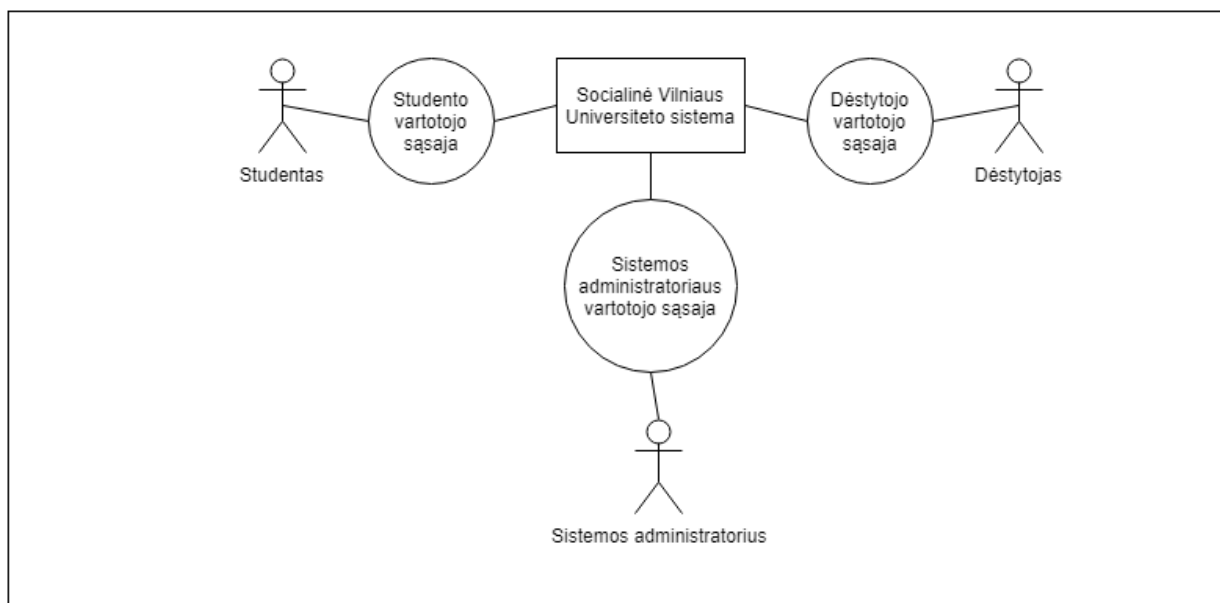 Studento
vartotojo
sąsaja
Socialinė Vilniaus
Universiteto sistema
Dėstytojo
vartotojo
sąsaja
Studentas
Dėstytojas
Sistemos
administratoriaus
vartotojo sąsaja
Sistemos administratorius